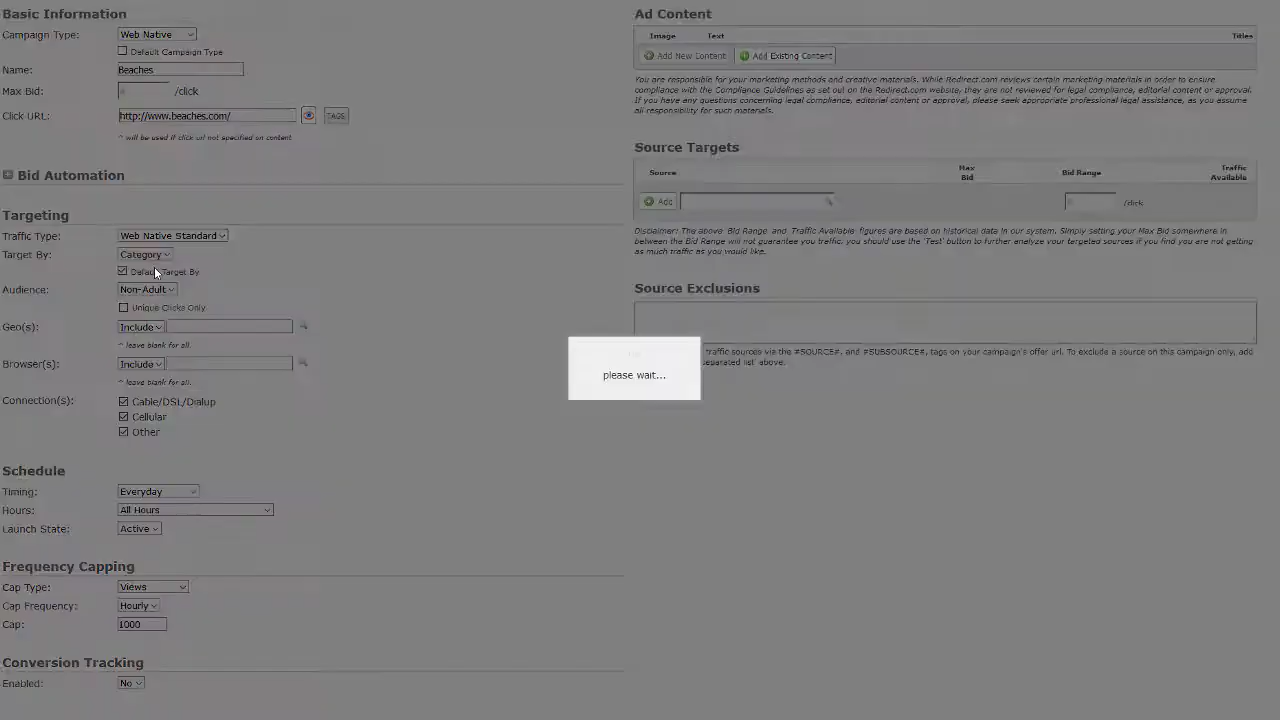 Basic Information
Campaign Type: Web Native
Default Campaign Type
Name: Beaches
Max Bid: /click
Click URL: http://www.beaches.com/ TAGS
^ will be used if click url not specified on content
Bid Automation
Targeting
Traffic Type: Web Native Standard
Target By: Category
Default Target By
Audience: Non-Adult
Unique Clicks Only
Geo(s): Include
^ leave blank for all.
Browser(s): Include
^ leave blank for all.
Connection(s): Cable/DSL/Dialup
Cellular
Other
Schedule
Timing: Everyday
Hours: All Hours
Launch State: Active
Frequency Capping
Cap Type: Views
Cap Frequency: Hourly
Cap: 1000
Conversion Tracking
Enabled: No
Ad Content
Image Text Titles
Add New Content Add Existing Content
You are responsible for your marketing methods and creative materials. While Redirect.com reviews certain marketing materials in order to ensure
compliance with the Compliance Guidelines as set out on the Redirect.com website, they are not reviewed for legal compliance, editorial content or approval.
If you have any questions concerning legal compliance, editorial content or approval, please seek appropriate professional legal assistance, as you assume
all responsibility for such materials.
Source Targets
Source Max Bid Bid Range Traffic Available
Add /click
Disclaimer: The above Bid Range and Traffic Available figures are based on historical data in our system. Simply setting your Max Bid somewhere in
between the Bid Range will not guarantee you traffic, you should use the 'Test' button to further analyze your targeted sources if you find you are not getting
as much traffic as you would like.
Source Exclusions
please wait...
traffic sources via the #SOURCE#, and #SUBSOURCE#, tags on your campaign's offer url. To exclude a source on this campaign only, add
separated list' above.